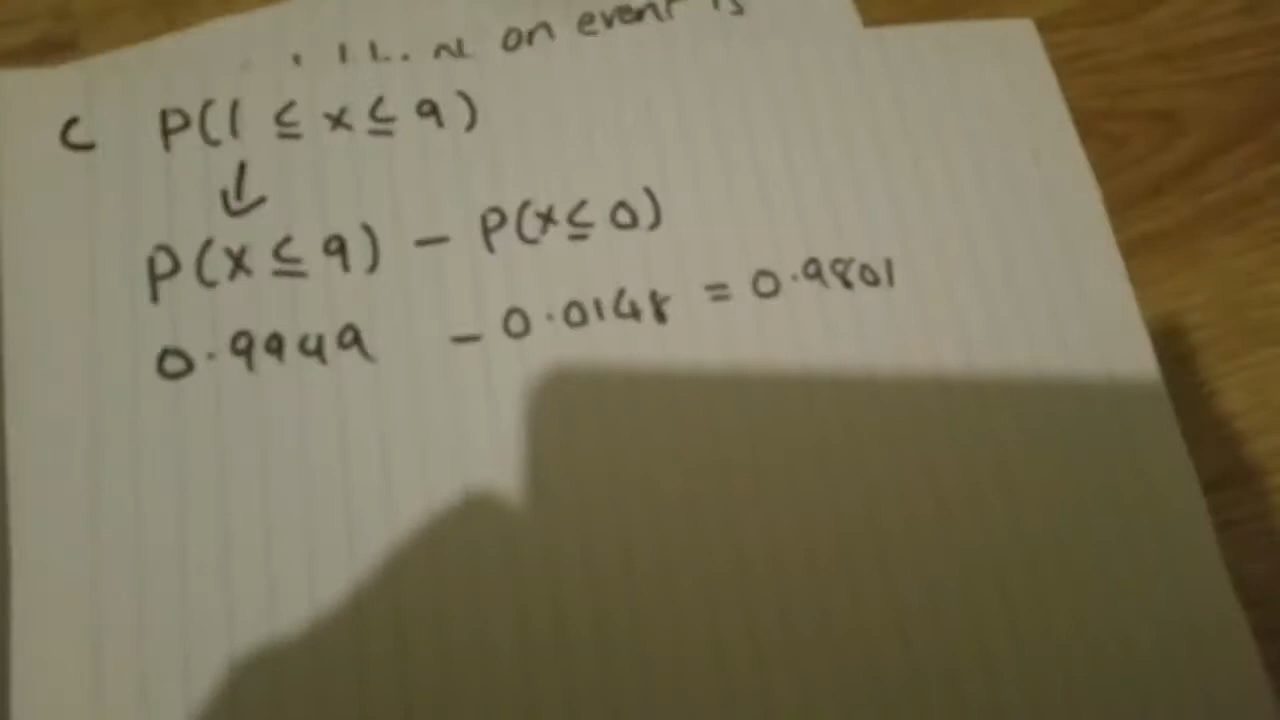 on event is
c P(1 ≤ x ≤ 9)
↓
P(x ≤ 9) - P(x ≤ 0)
0.9949 - 0.0148 = 0.9801